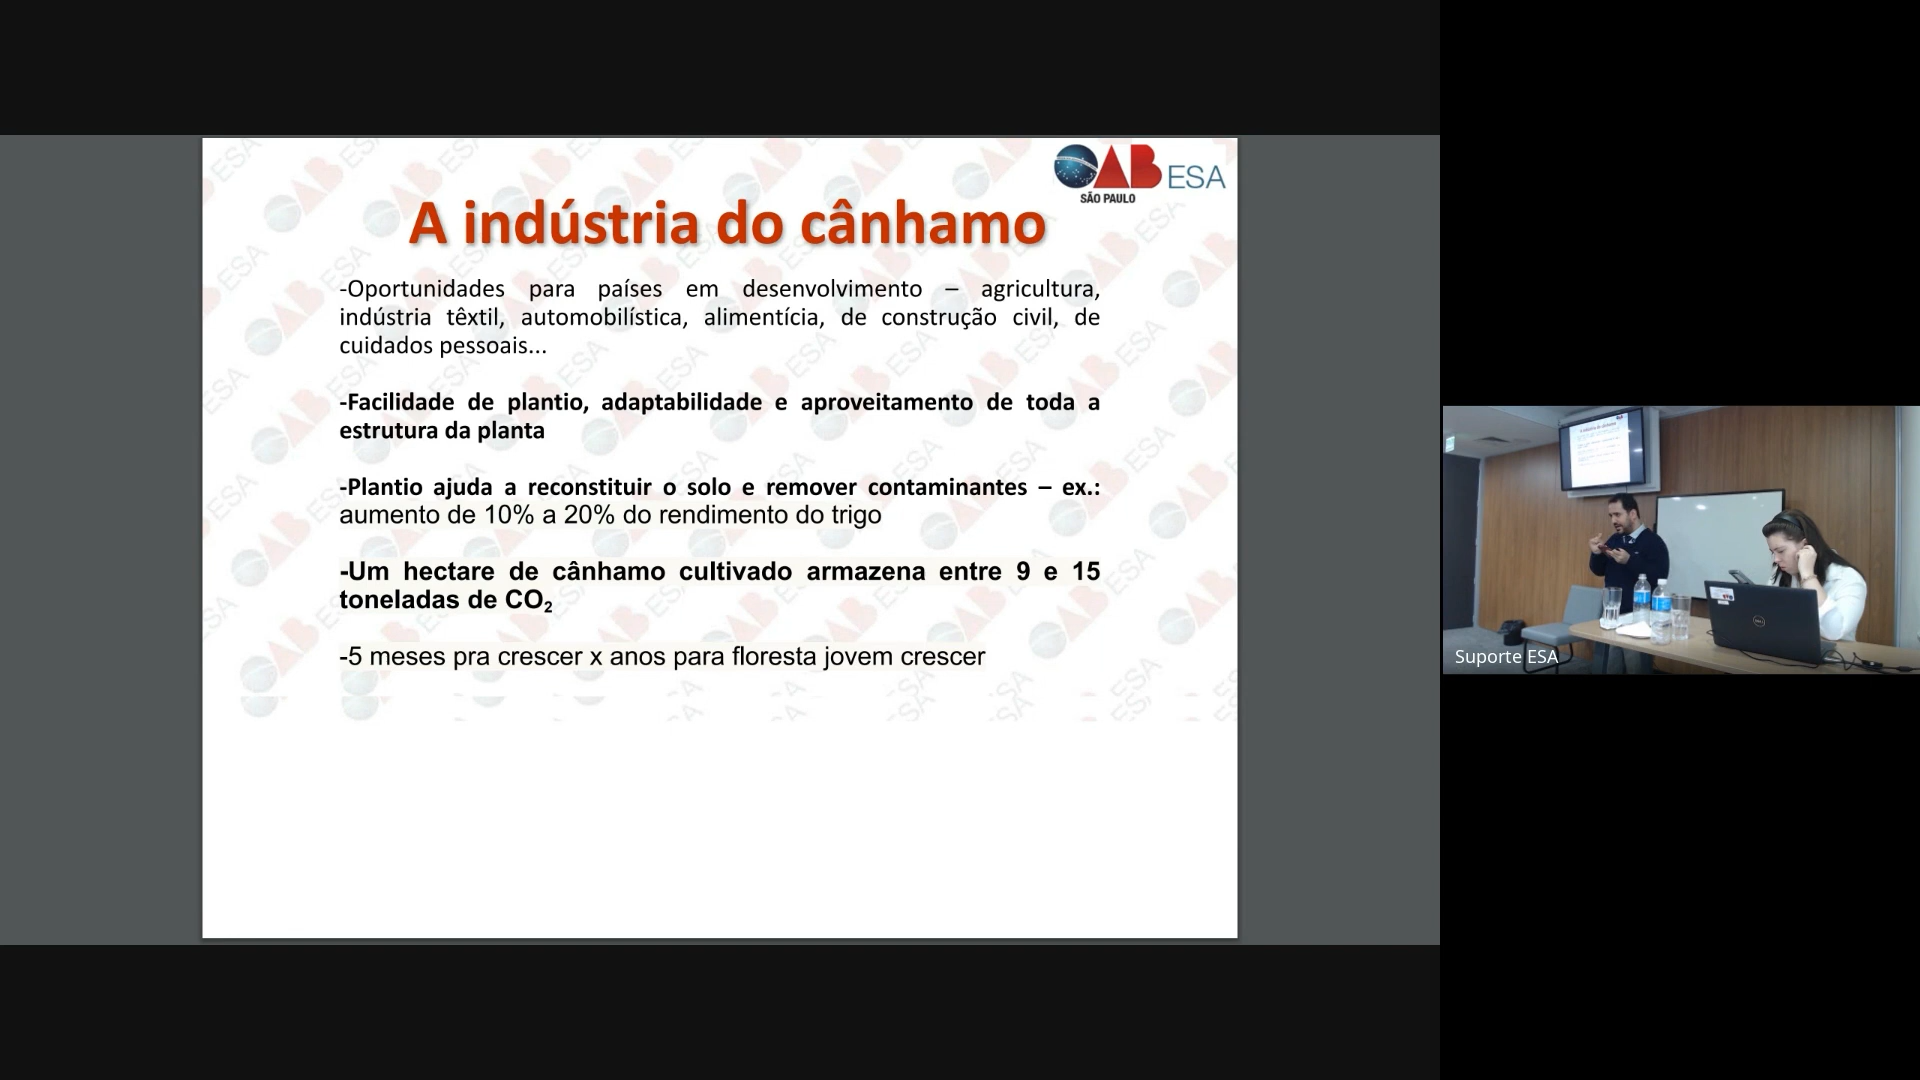 OAB ESA
SÃO PAULO
A indústria do cânhamo
-Oportunidades para países em desenvolvimento – agricultura,
indústria têxtil, automobilística, alimentícia, de construção civil, de
cuidados pessoais...
-Facilidade de plantio, adaptabilidade e aproveitamento de toda a
estrutura da planta
-Plantio ajuda a reconstituir o solo e remover contaminantes – ex.:
aumento de 10% a 20% do rendimento do trigo
-Um hectare de cânhamo cultivado armazena entre 9 e 15
toneladas de CO₂
-5 meses pra crescer x anos para floresta jovem crescer
Suporte ESA